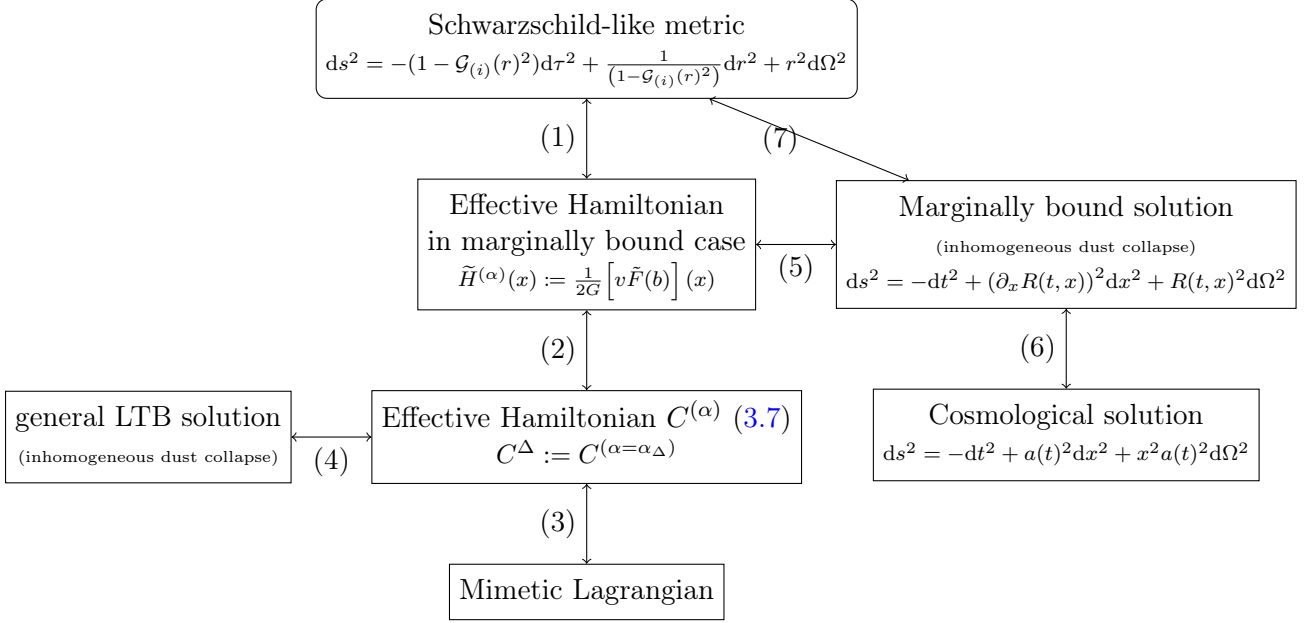 Schwarzschild-like metric
ds² = −(1 − 𝒢₍ᵢ₎(r)²)dτ² + 1/(1−𝒢₍ᵢ₎(r)²) dr² + r²dΩ²
(1)
(7)
Effective Hamiltonian
in marginally bound case
H̃^(α)(x) := 1/2G [vF̃(b)] (x)
(5)
Marginally bound solution
(inhomogeneous dust collapse)
ds² = −dt² + (∂ₓR(t, x))²dx² + R(t, x)²dΩ²
(2)
(6)
general LTB solution
(inhomogeneous dust collapse)
(4)
Effective Hamiltonian C^(α) (3.7)
C^Δ := C^(α=α_Δ)
Cosmological solution
ds² = −dt² + a(t)²dx² + x²a(t)²dΩ²
(3)
Mimetic Lagrangian